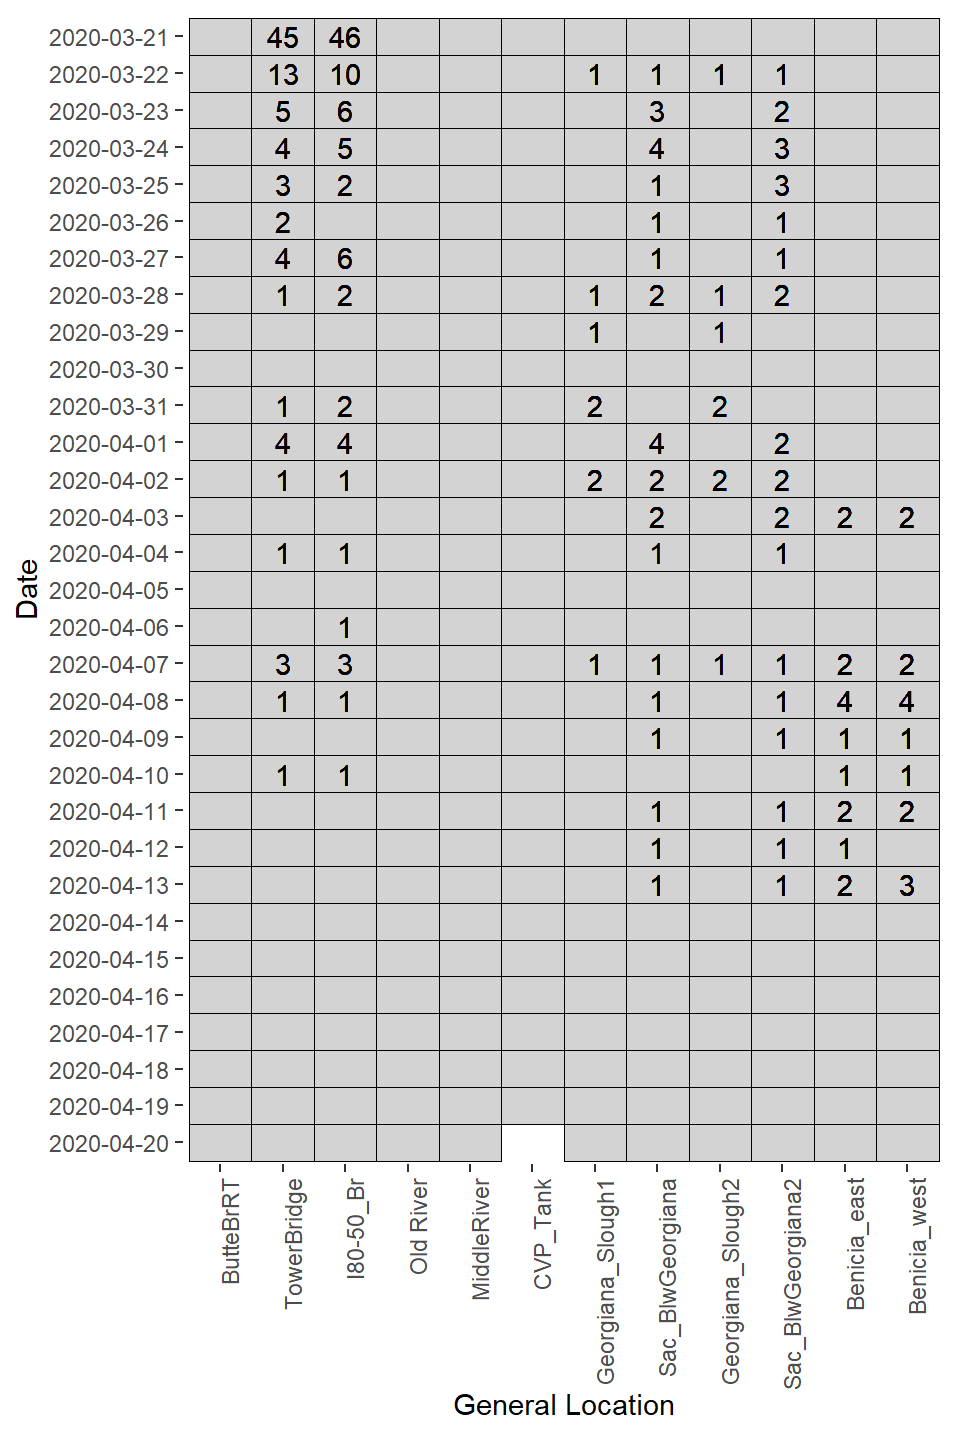 2020-03-21 45 46
2020-03-22 13 10 1 1 1 1
2020-03-23 5 6 3 2
2020-03-24 4 5 4 3
2020-03-25 3 2 1 3
2020-03-26 2 1 1
2020-03-27 4 6 1 1
2020-03-28 1 2 1 2 1 2
2020-03-29 1 1
2020-03-30
2020-03-31 1 2 2 2
2020-04-01 4 4 4 2
2020-04-02 1 1 2 2 2 2
2020-04-03 2 2 2 2
2020-04-04 1 1 1 1
2020-04-05
2020-04-06 1
2020-04-07 3 3 1 1 1 1 2 2
2020-04-08 1 1 1 1 4 4
2020-04-09 1 1 1 1
2020-04-10 1 1 1 1
2020-04-11 1 1 2 2
2020-04-12 1 1 1
2020-04-13 1 1 2 3
2020-04-14
2020-04-15
2020-04-16
2020-04-17
2020-04-18
2020-04-19
2020-04-20
Date
ButteBrRT
TowerBridge
I80-50_Br
Old River
MiddleRiver
CVP_Tank
Georgiana_Slough1
Sac_BlwGeorgiana
Georgiana_Slough2
Sac_BlwGeorgiana2
Benicia_east
Benicia_west
General Location